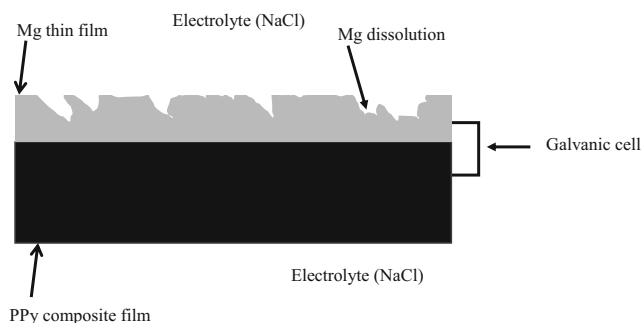 Electrolyte (NaCl)
Mg thin film
Mg dissolution
Galvanic cell
Electrolyte (NaCl)
PPy composite film